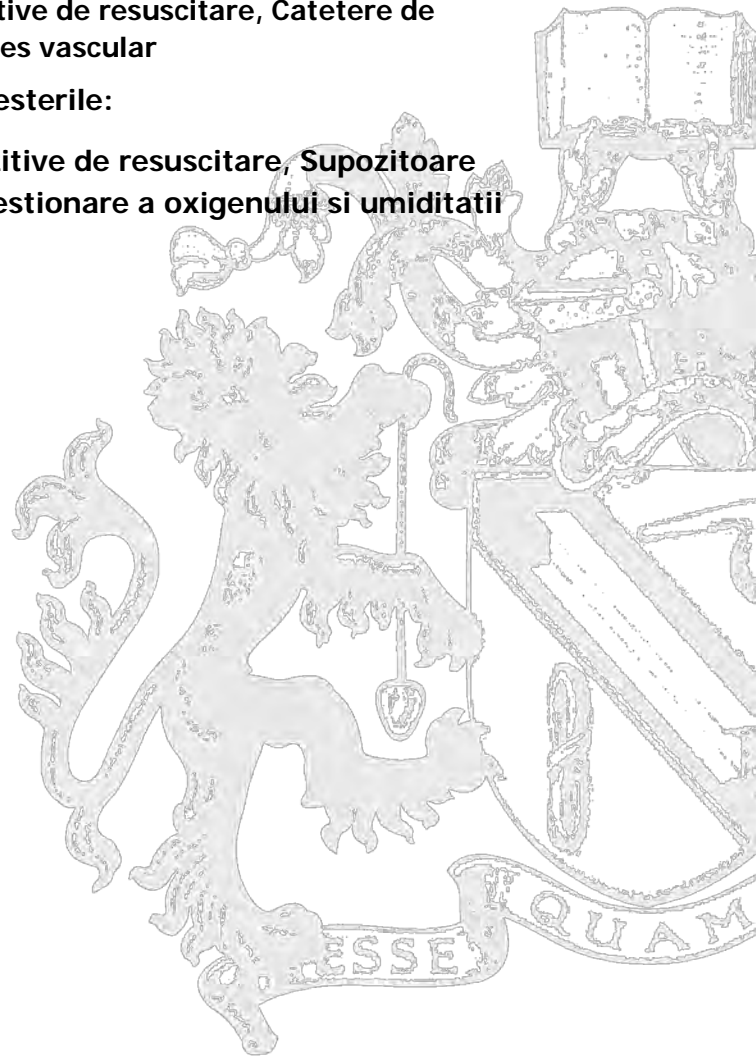 tive de resuscitare, Catetere de
es vascular
esterile:
itive de resuscitare, Supozitoare
estionare a oxigenului si umiditatii
ESSE
QUAM